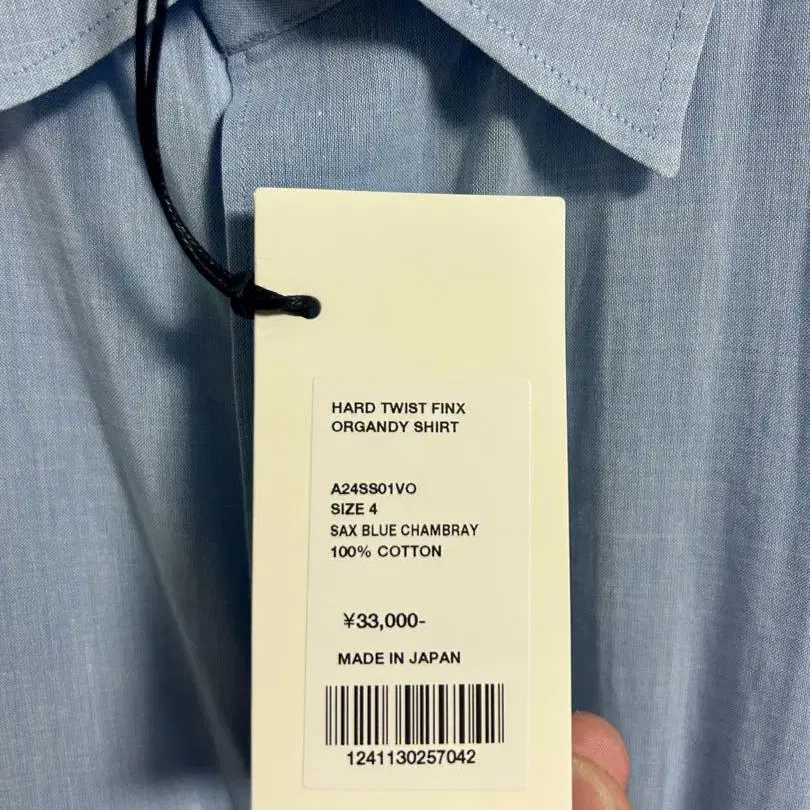 HARD TWIST FINX
ORGANDY SHIRT
A24SS01VO
SIZE 4
SAX BLUE CHAMBRAY
100% COTTON
¥33,000-
MADE IN JAPAN
1241130257042